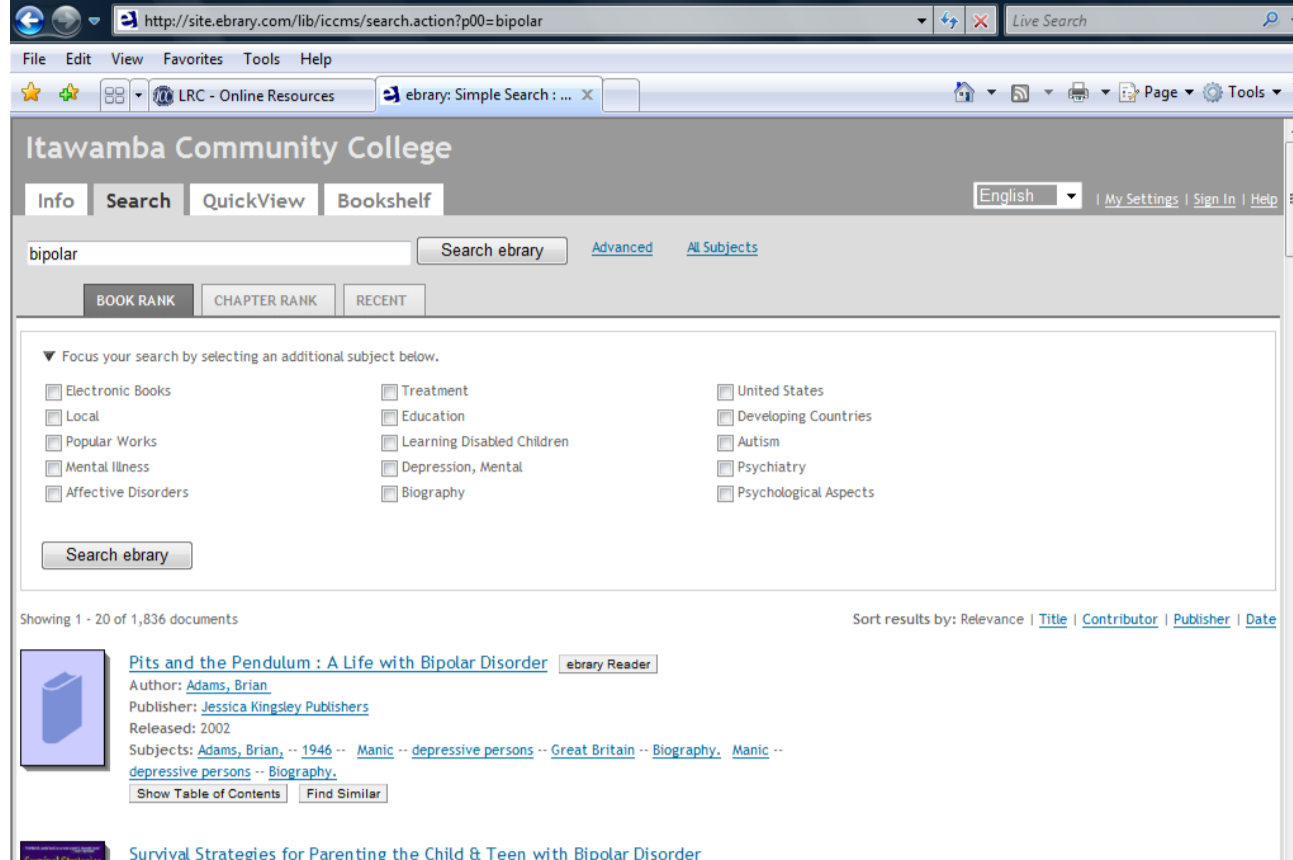 http://site.ebrary.com/lib/iccms/search.action?p00=bipolar Live Search
File Edit View Favorites Tools Help
LRC - Online Resources ebrary: Simple Search : ... Page Tools
Itawamba Community College
Info Search QuickView Bookshelf English | My Settings | Sign In | Help
bipolar Search ebrary Advanced All Subjects
BOOK RANK CHAPTER RANK RECENT
Focus your search by selecting an additional subject below.
Electronic Books Treatment United States
Local Education Developing Countries
Popular Works Learning Disabled Children Autism
Mental Illness Depression, Mental Psychiatry
Affective Disorders Biography Psychological Aspects
Search ebrary
Showing 1 - 20 of 1,836 documents Sort results by: Relevance | Title | Contributor | Publisher | Date
Pits and the Pendulum : A Life with Bipolar Disorder ebrary Reader
Author: Adams, Brian
Publisher: Jessica Kingsley Publishers
Released: 2002
Subjects: Adams, Brian, -- 1946 -- Manic -- depressive persons -- Great Britain -- Biography. Manic --
depressive persons -- Biography.
Show Table of Contents Find Similar
Survival Strategies for Parenting the Child & Teen with Bipolar Disorder